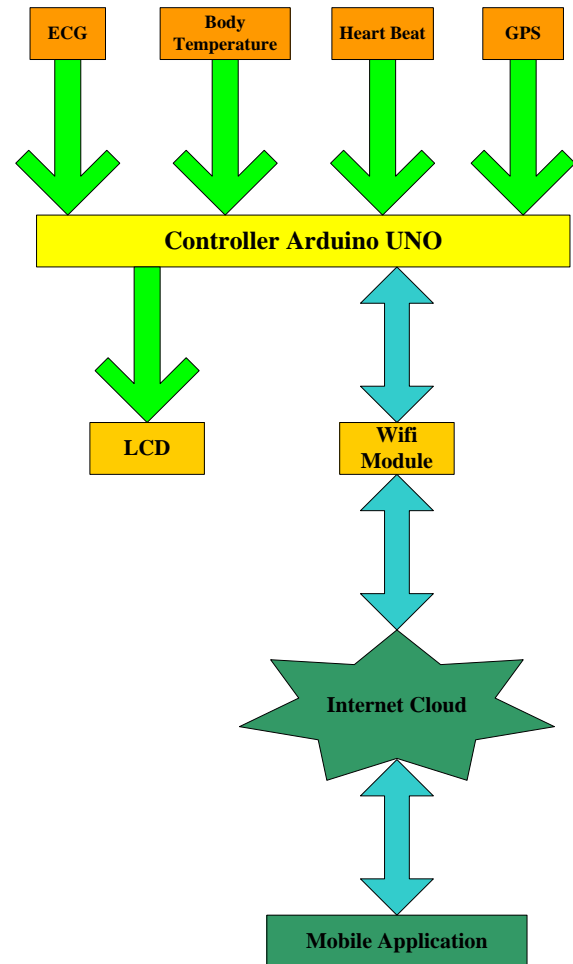 ECG
Body
Temperature
Heart Beat
GPS
Controller Arduino UNO
LCD
Wifi
Module
Internet Cloud
Mobile Application